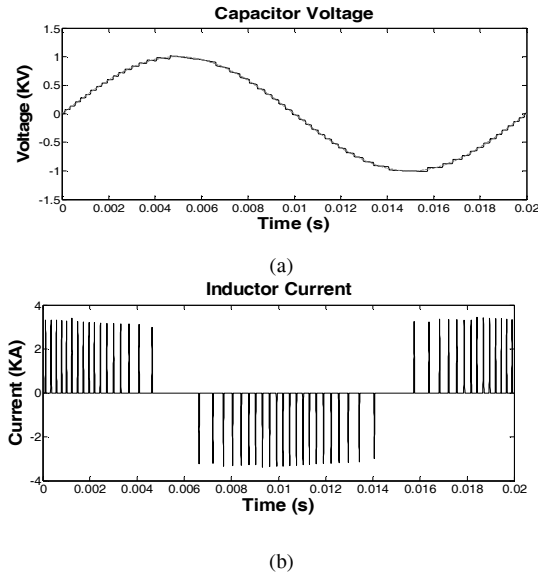 Capacitor Voltage
Voltage (KV)
1.5
1
0.5
0
-0.5
-1
-1.5
0 0.002 0.004 0.006 0.008 0.01 0.012 0.014 0.016 0.018 0.02
Time (s)
(a)
Inductor Current
Current (KA)
4
2
0
-2
-4
0 0.002 0.004 0.006 0.008 0.01 0.012 0.014 0.016 0.018 0.02
Time (s)
(b)